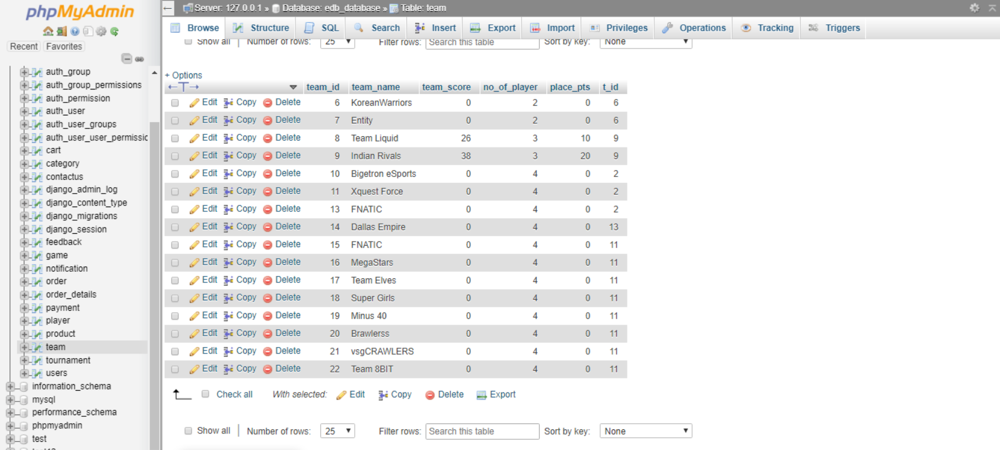 phpMyAdmin
Recent Favorites
auth_group
auth_group_permissions
auth_permission
auth_user
auth_user_groups
auth_user_user_permissic
cart
category
contactus
django_admin_log
django_content_type
django_migrations
django_session
feedback
game
notification
order
order_details
payment
player
product
team
tournament
users
information_schema
mysql
performance_schema
phpmyadmin
test
Server: 127.0.0.1 » Database: edb_database » Table: team
Browse Structure SQL Search Insert Export Import Privileges Operations Tracking Triggers
Show all Number of rows: 25 Filter rows: Search this table Sort by key: None
+ Options
team_id team_name team_score no_of_player place_pts t_id
Edit Copy Delete 6 KoreanWarriors 0 2 0 6
Edit Copy Delete 7 Entity 0 2 0 6
Edit Copy Delete 8 Team Liquid 26 3 10 9
Edit Copy Delete 9 Indian Rivals 38 3 20 9
Edit Copy Delete 10 Bigetron eSports 0 4 0 2
Edit Copy Delete 11 Xquest Force 0 4 0 2
Edit Copy Delete 13 FNATIC 0 4 0 2
Edit Copy Delete 14 Dallas Empire 0 4 0 13
Edit Copy Delete 15 FNATIC 0 4 0 11
Edit Copy Delete 16 MegaStars 0 4 0 11
Edit Copy Delete 17 Team Elves 0 4 0 11
Edit Copy Delete 18 Super Girls 0 4 0 11
Edit Copy Delete 19 Minus 40 0 4 0 11
Edit Copy Delete 20 Brawlerss 0 4 0 11
Edit Copy Delete 21 vsgCRAWLERS 0 4 0 11
Edit Copy Delete 22 Team 8BIT 0 4 0 11
Check all With selected: Edit Copy Delete Export
Show all Number of rows: 25 Filter rows: Search this table Sort by key: None